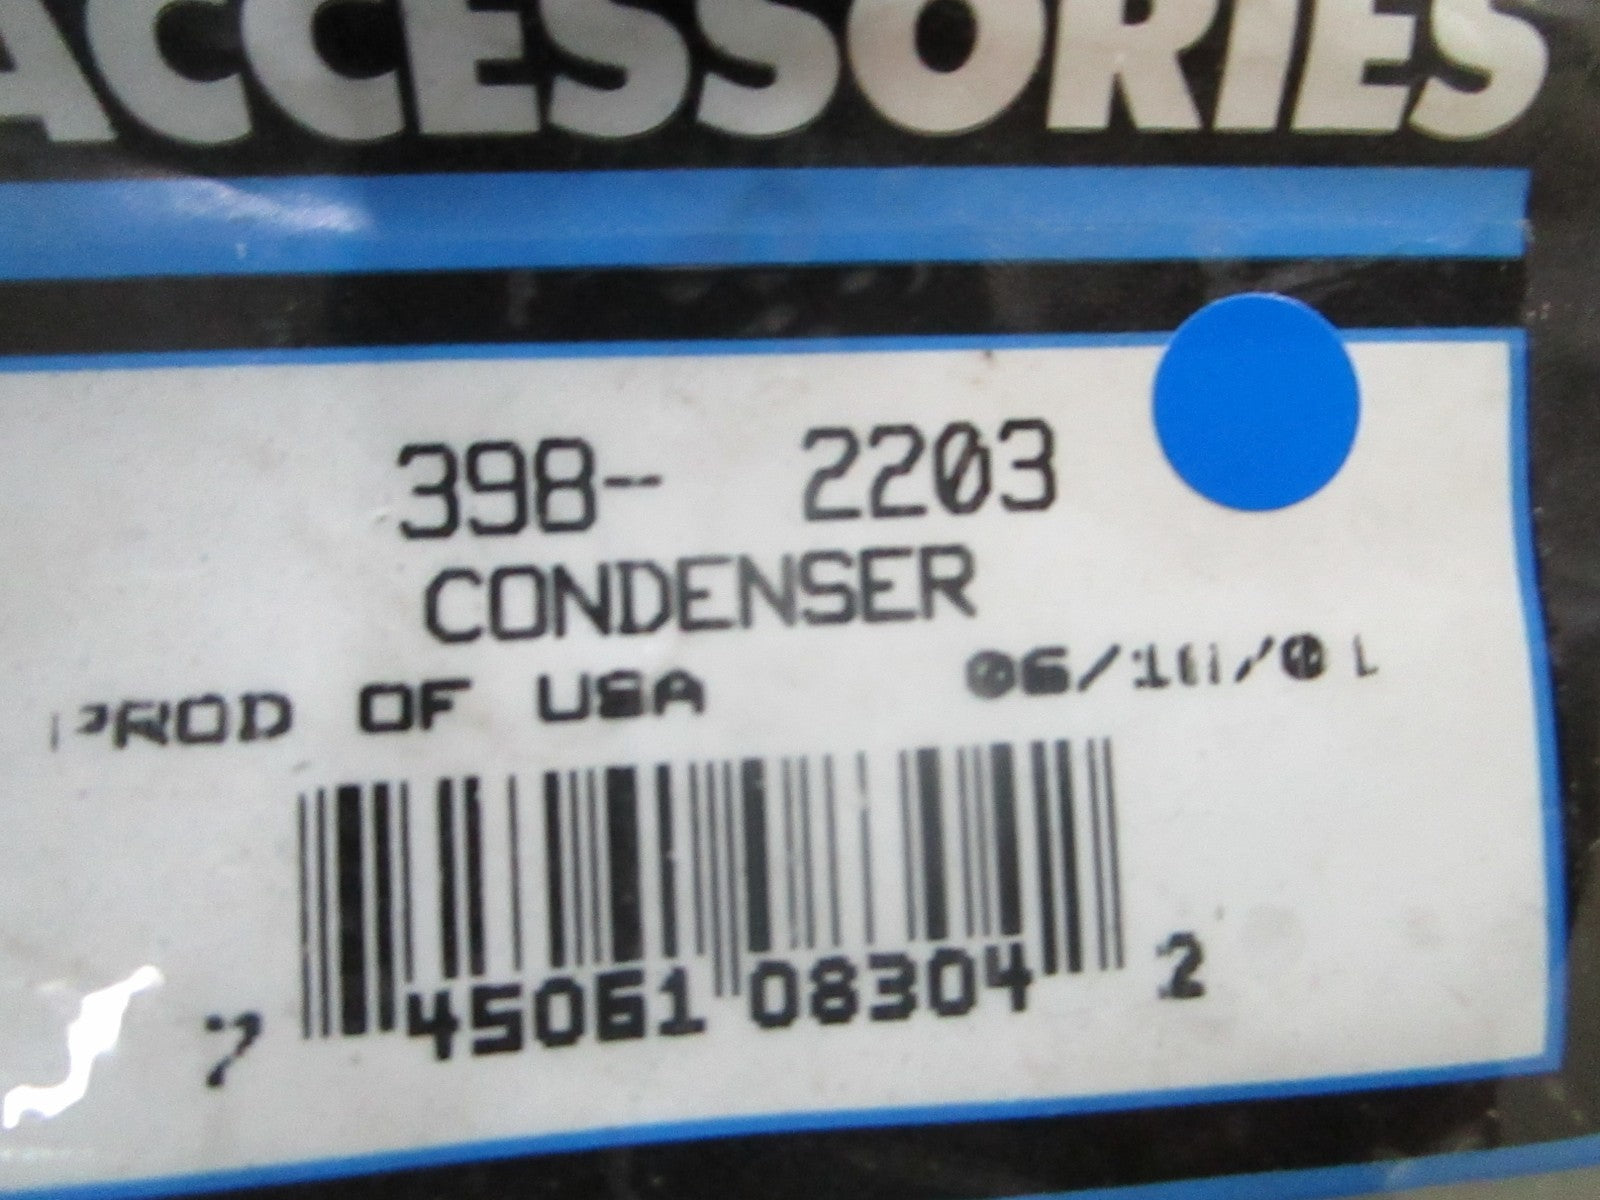 ACCESSORIES
398-- 2203
CONDENSER
PROD OF USA
7 45061 08304 2